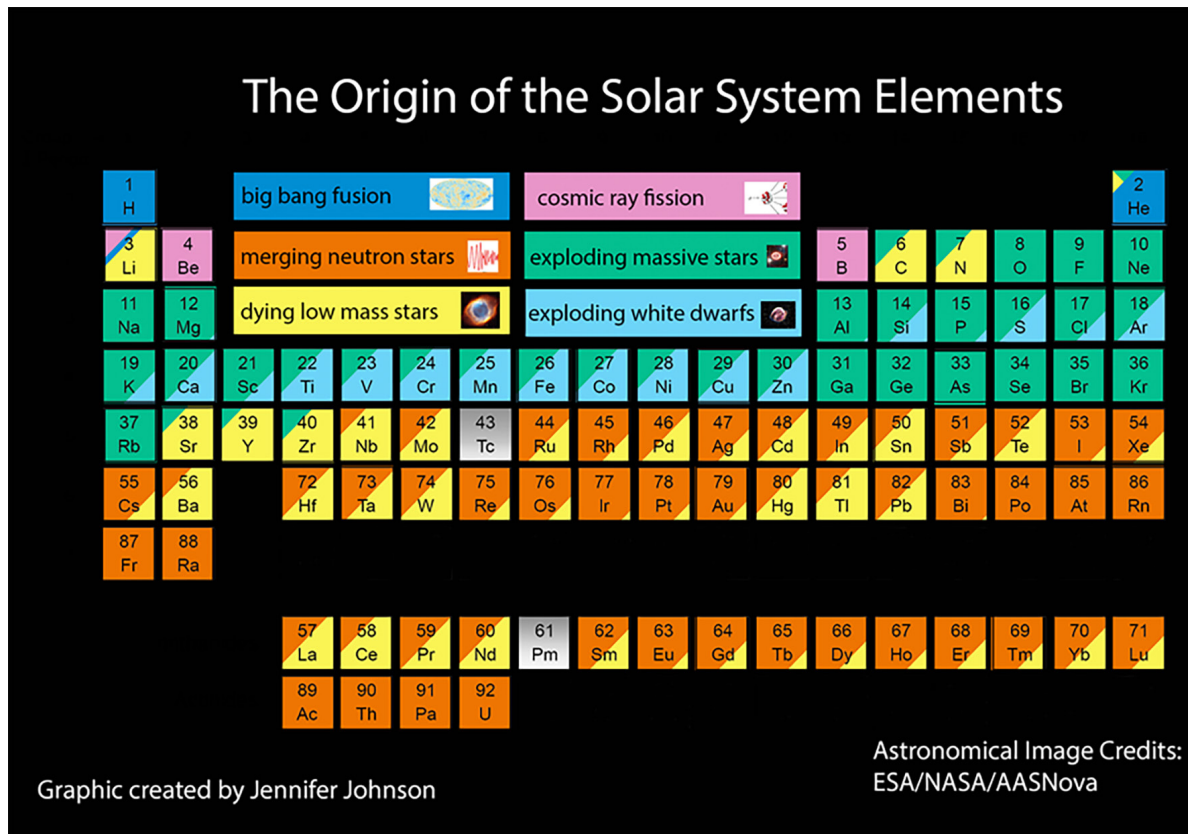 The Origin of the Solar System Elements
1
H
big bang fusion
cosmic ray fission
2
He
3
Li
4
Be
merging neutron stars
exploding massive stars
5
B
6
C
7
N
8
O
9
F
10
Ne
11
Na
12
Mg
dying low mass stars
exploding white dwarfs
13
Al
14
Si
15
P
16
S
17
Cl
18
Ar
19
K
20
Ca
21
Sc
22
Ti
23
V
24
Cr
25
Mn
26
Fe
27
Co
28
Ni
29
Cu
30
Zn
31
Ga
32
Ge
33
As
34
Se
35
Br
36
Kr
37
Rb
38
Sr
39
Y
40
Zr
41
Nb
42
Mo
43
Tc
44
Ru
45
Rh
46
Pd
47
Ag
48
Cd
49
In
50
Sn
51
Sb
52
Te
53
I
54
Xe
55
Cs
56
Ba
72
Hf
73
Ta
74
W
75
Re
76
Os
77
Ir
78
Pt
79
Au
80
Hg
81
Tl
82
Pb
83
Bi
84
Po
85
At
86
Rn
87
Fr
88
Ra
57
La
58
Ce
59
Pr
60
Nd
61
Pm
62
Sm
63
Eu
64
Gd
65
Tb
66
Dy
67
Ho
68
Er
69
Tm
70
Yb
71
Lu
89
Ac
90
Th
91
Pa
92
U
Graphic created by Jennifer Johnson
Astronomical Image Credits:
ESA/NASA/AASNova